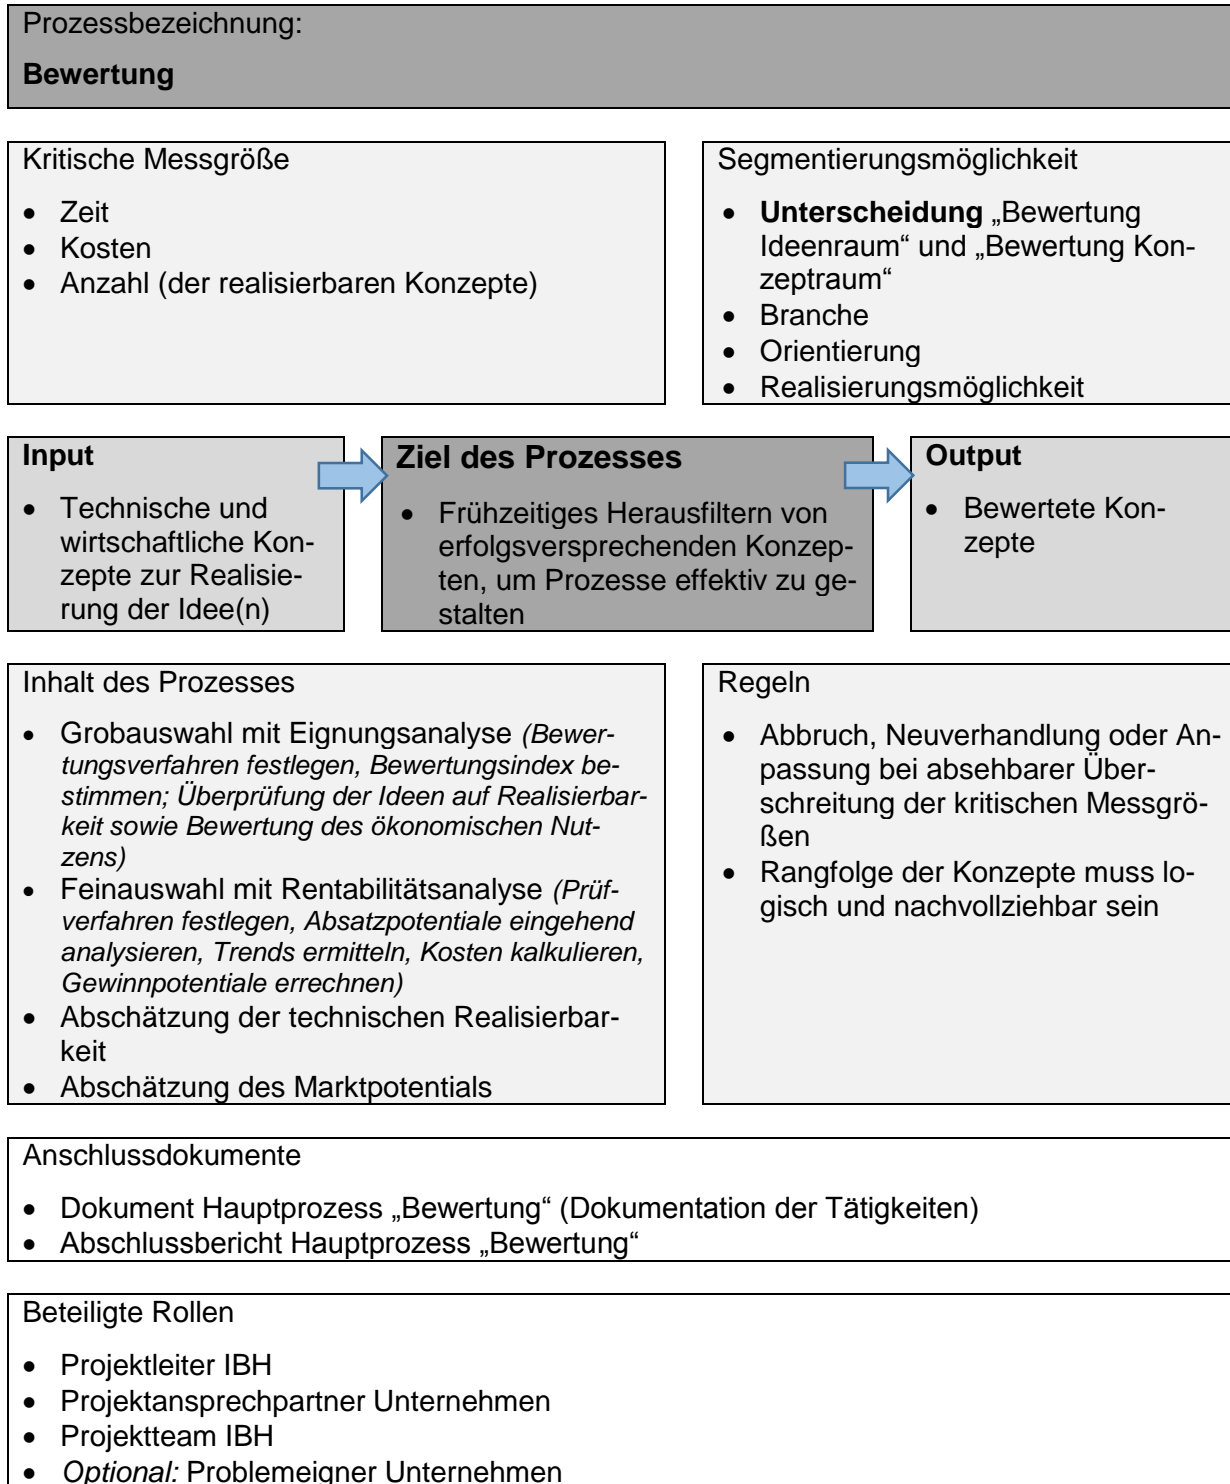 Prozessbezeichnung:
Bewertung
Kritische Messgröße
• Zeit
• Kosten
• Anzahl (der realisierbaren Konzepte)
Segmentierungsmöglichkeit
• Unterscheidung „Bewertung
Ideenraum“ und „Bewertung Kon-
zeptraum“
• Branche
• Orientierung
• Realisierungsmöglichkeit
Input
• Technische und
wirtschaftliche Kon-
zepte zur Realisie-
rung der Idee(n)
Ziel des Prozesses
• Frühzeitiges Herausfiltern von
erfolgsversprechenden Konzep-
ten, um Prozesse effektiv zu ge-
stalten
Output
• Bewertete Kon-
zepte
Inhalt des Prozesses
• Grobauswahl mit Eignungsanalyse (Bewer-
tungsverfahren festlegen, Bewertungsindex be-
stimmen; Überprüfung der Ideen auf Realisierbar-
keit sowie Bewertung des ökonomischen Nut-
zens)
• Feinauswahl mit Rentabilitätsanalyse (Prüf-
verfahren festlegen, Absatzpotentiale eingehend
analysieren, Trends ermitteln, Kosten kalkulieren,
Gewinnpotentiale errechnen)
• Abschätzung der technischen Realisierbar-
keit
• Abschätzung des Marktpotentials
Regeln
• Abbruch, Neuverhandlung oder An-
passung bei absehbarer Über-
schreitung der kritischen Messgrö-
ßen
• Rangfolge der Konzepte muss lo-
gisch und nachvollziehbar sein
Anschlussdokumente
• Dokument Hauptprozess „Bewertung“ (Dokumentation der Tätigkeiten)
• Abschlussbericht Hauptprozess „Bewertung“
Beteiligte Rollen
• Projektleiter IBH
• Projektansprechpartner Unternehmen
• Projektteam IBH
• Optional: Problemeigner Unternehmen